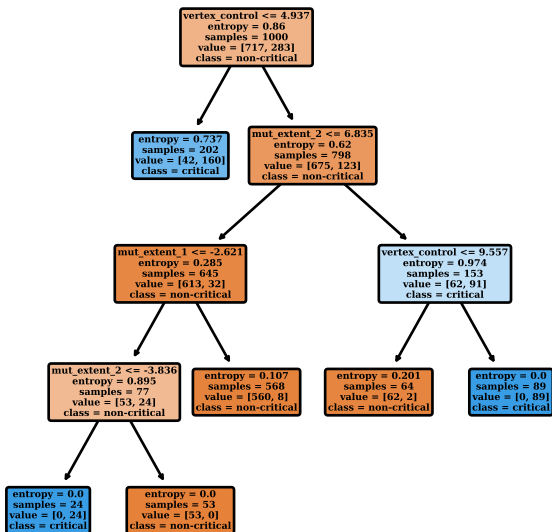 vertex_control <= 4.937
entropy = 0.86
samples = 1000
value = [717, 283]
class = non-critical
entropy = 0.737
samples = 202
value = [42, 160]
class = critical
mut_extent_2 <= 6.835
entropy = 0.62
samples = 798
value = [675, 123]
class = non-critical
mut_extent_1 <= -2.621
entropy = 0.285
samples = 645
value = [613, 32]
class = non-critical
vertex_control <= 9.557
entropy = 0.974
samples = 153
value = [62, 91]
class = critical
mut_extent_2 <= -3.836
entropy = 0.895
samples = 77
value = [53, 24]
class = non-critical
entropy = 0.107
samples = 568
value = [560, 8]
class = non-critical
entropy = 0.201
samples = 64
value = [62, 2]
class = non-critical
entropy = 0.0
samples = 89
value = [0, 89]
class = critical
entropy = 0.0
samples = 24
value = [0, 24]
class = critical
entropy = 0.0
samples = 53
value = [53, 0]
class = non-critical